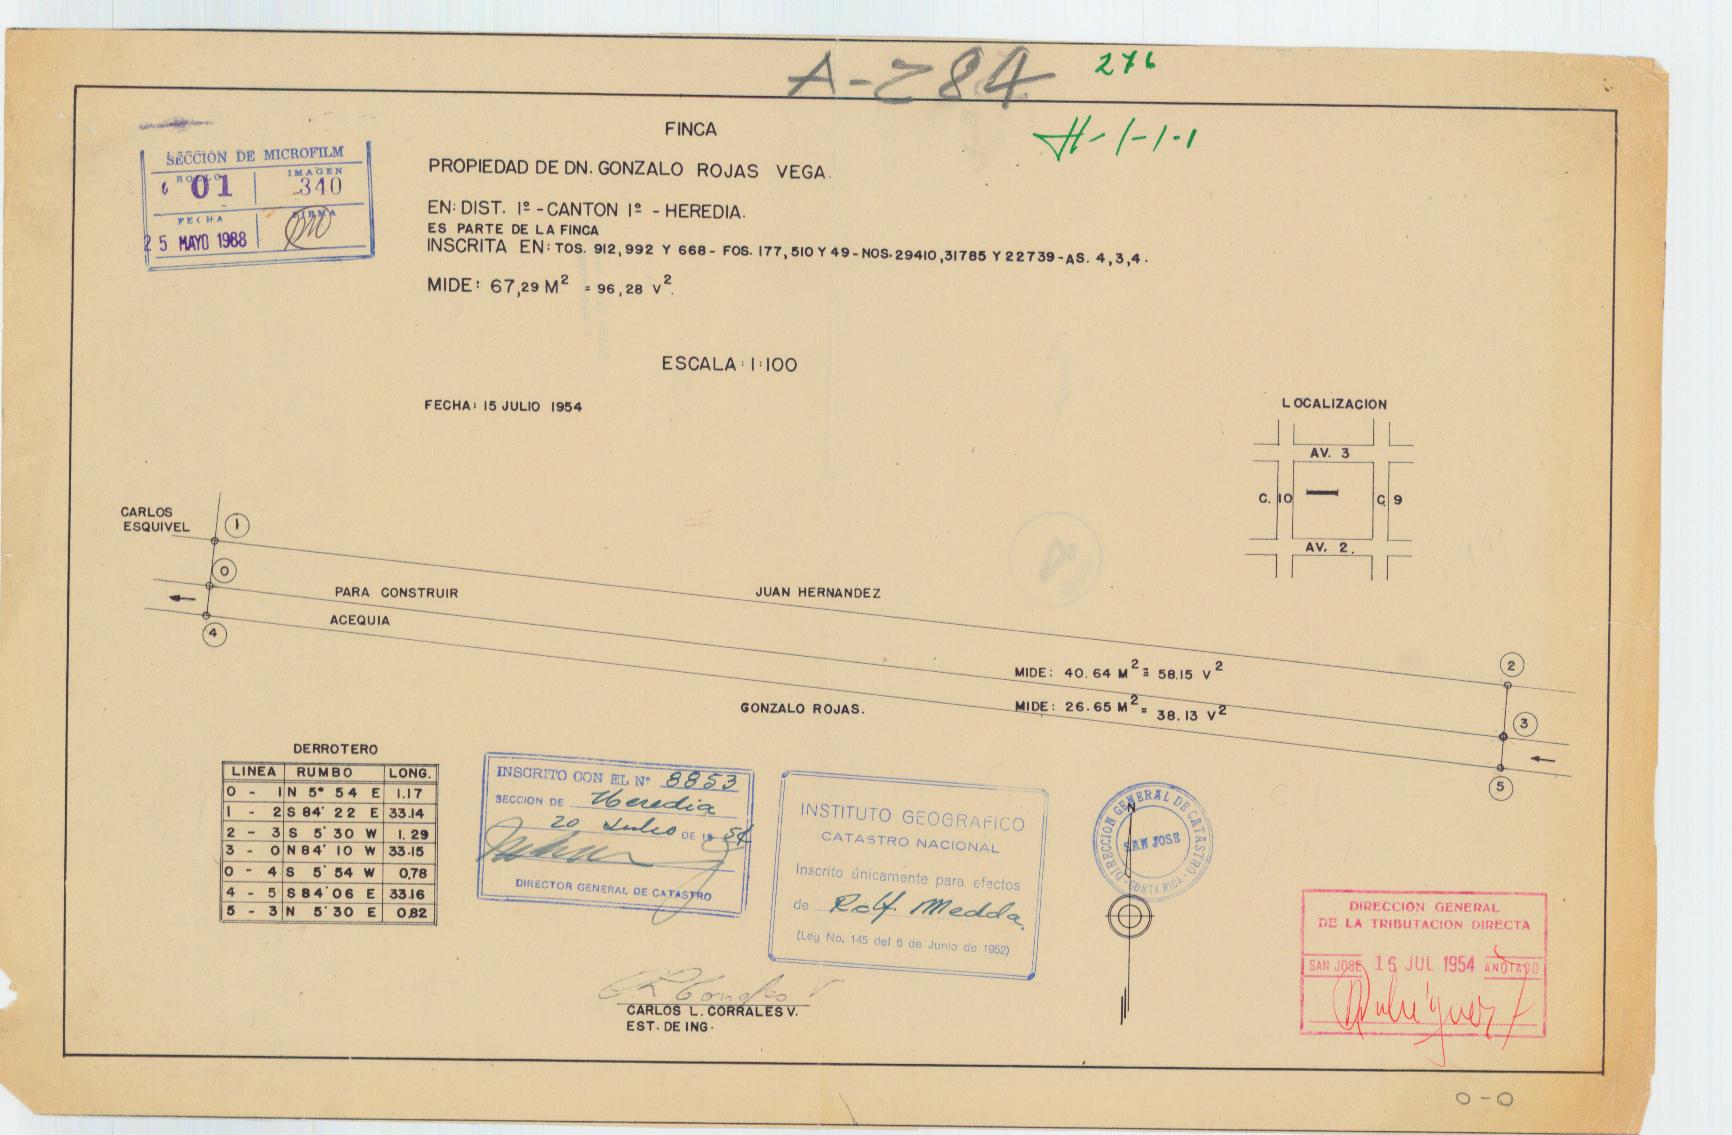 A-284
276
H-1-1-1
FINCA
PROPIEDAD DE DN. GONZALO ROJAS VEGA.
EN: DIST. 1º - CANTON 1º - HEREDIA.
ES PARTE DE LA FINCA
INSCRITA EN: TOS. 912, 992 Y 668 - FOS. 177, 510 Y 49 - NOS. 29410, 31785 Y 22739 - AS. 4, 3, 4.
MIDE: 67,29 M2 = 96,28 V2.
SECCIÓN DE MICROFILM
ROLLO IMAGEN
01 340
FECHA FIRMA
25 MAYO 1988
ESCALA: 1:100
FECHA: 15 JULIO 1954
LOCALIZACION
AV. 3
C. 10 C. 9
AV. 2.
CARLOS
ESQUIVEL
1
0
4
PARA CONSTRUIR
ACEQUIA
JUAN HERNANDEZ
MIDE: 40.64 M2 = 58.15 V2
MIDE: 26.65 M2 = 38.13 V2
GONZALO ROJAS.
2
3
5
DERROTERO
LINEA RUMBO LONG.
0 - 1 N 5° 54 E 1.17
1 - 2 S 84° 22 E 33.14
2 - 3 S 5° 30 W 1.29
3 - 0 N 84° 10 W 33.15
0 - 4 S 5° 54 W 0,78
4 - 5 S 84° 06 E 33.16
5 - 3 N 5° 30 E 0,82
INSCRITO CON EL Nº 8853
SECCIÓN DE Heredia
20 Julio DE 1954
DIRECTOR GENERAL DE CATASTRO
INSTITUTO GEOGRAFICO
CATASTRO NACIONAL
Inscrito únicamente para efectos
de
(Ley No. 145 del 6 de Junio de 1952)
DIRECCIÓN GENERAL DE CATASTRO
SAN JOSE
COSTA RICA
N
DIRECCION GENERAL
DE LA TRIBUTACION DIRECTA
SAN JOSE 16 JUL 1954 ANOTADO
CARLOS L. CORRALES V.
EST. DE ING.
0-0